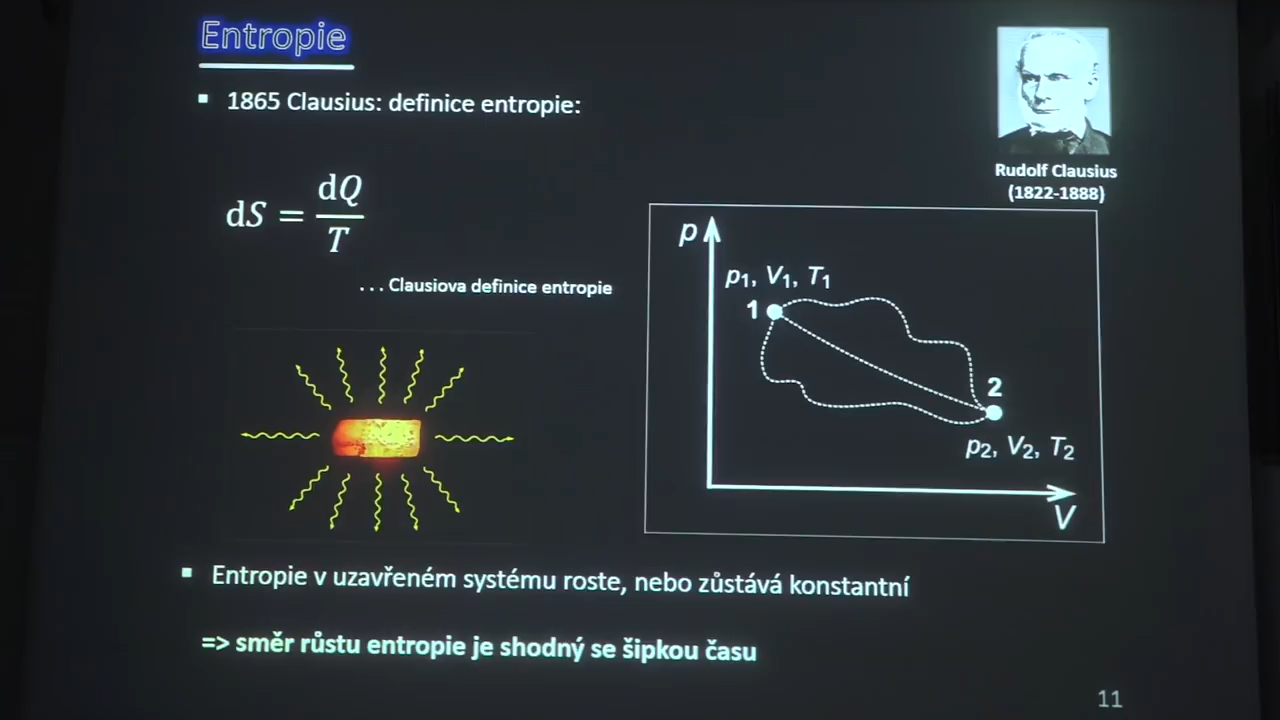 Entropie
▪ 1865 Clausius: definice entropie:
Rudolf Clausius
(1822-1888)
dS = dQ/T
. . . Clausiova definice entropie
p
p₁, V₁, T₁
1
2
p₂, V₂, T₂
V
▪ Entropie v uzavřeném systému roste, nebo zůstává konstantní
=> směr růstu entropie je shodný se šipkou času
11